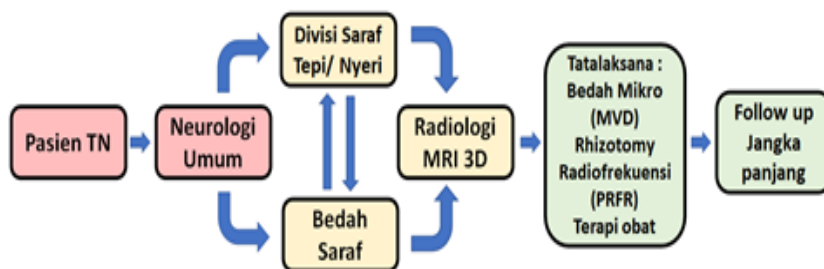 Pasien TN
Neurologi
Umum
Divisi Saraf
Tepi/ Nyeri
Bedah
Saraf
Radiologi
MRI 3D
Tatalaksana :
Bedah Mikro
(MVD)
Rhizotomy
Radiofrekuensi
(PRFR)
Terapi obat
Follow up
Jangka
panjang